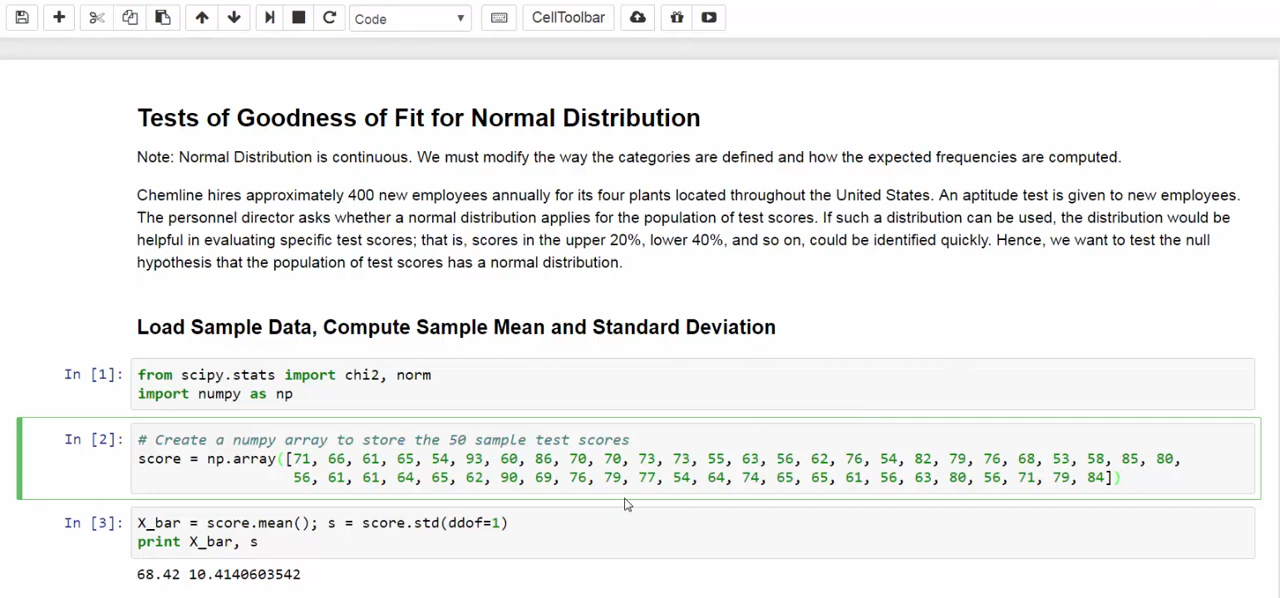 Code
CellToolbar
Tests of Goodness of Fit for Normal Distribution
Note: Normal Distribution is continuous. We must modify the way the categories are defined and how the expected frequencies are computed.
Chemline hires approximately 400 new employees annually for its four plants located throughout the United States. An aptitude test is given to new employees.
The personnel director asks whether a normal distribution applies for the population of test scores. If such a distribution can be used, the distribution would be
helpful in evaluating specific test scores; that is, scores in the upper 20%, lower 40%, and so on, could be identified quickly. Hence, we want to test the null
hypothesis that the population of test scores has a normal distribution.
Load Sample Data, Compute Sample Mean and Standard Deviation
In [1]: from scipy.stats import chi2, norm
import numpy as np
In [2]: # Create a numpy array to store the 50 sample test scores
score = np.array([71, 66, 61, 65, 54, 93, 60, 86, 70, 70, 73, 73, 55, 63, 56, 62, 76, 54, 82, 79, 76, 68, 53, 58, 85, 80,
56, 61, 61, 64, 65, 62, 90, 69, 76, 79, 77, 54, 64, 74, 65, 65, 61, 56, 63, 80, 56, 71, 79, 84])
In [3]: X_bar = score.mean(); s = score.std(ddof=1)
print X_bar, s
68.42 10.4140603542